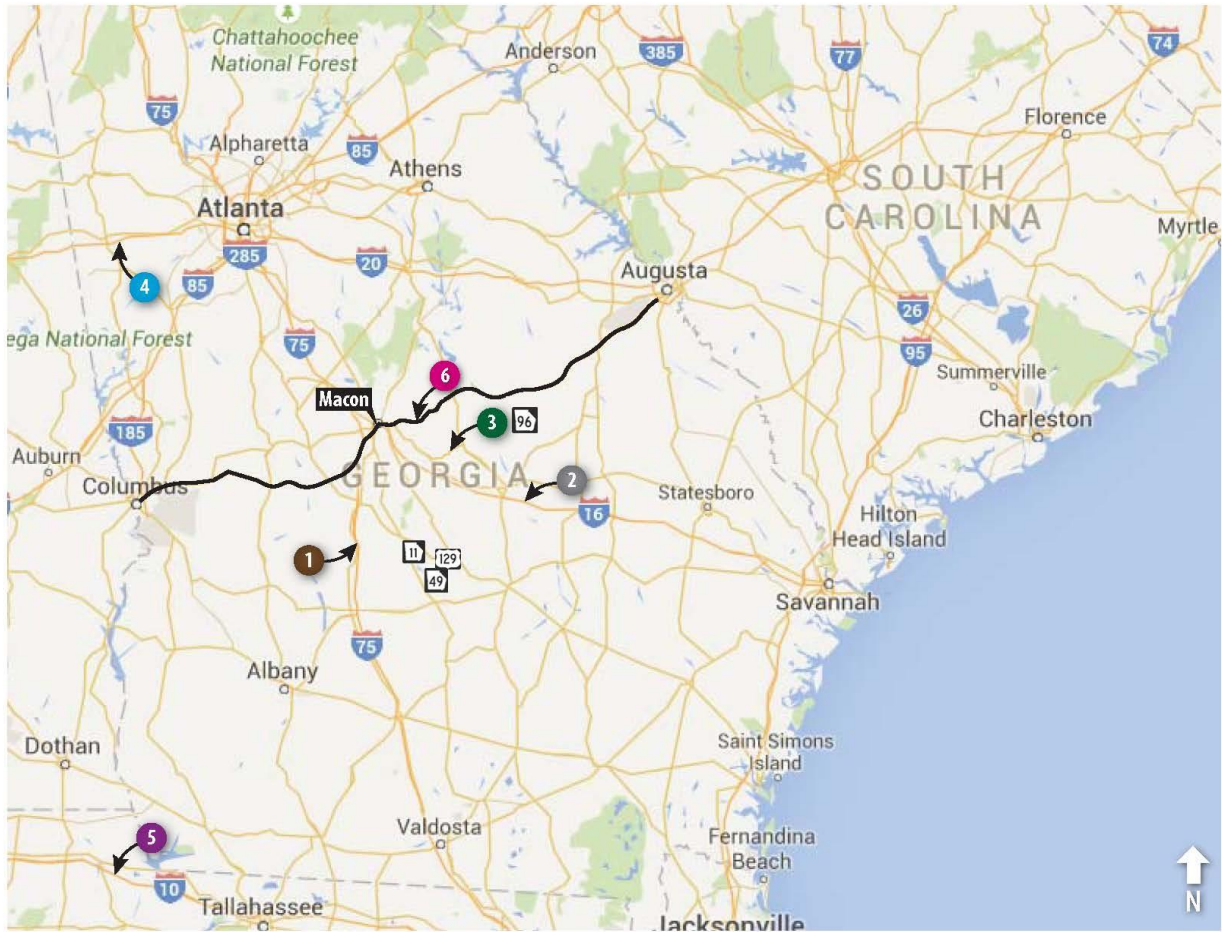 Chattahoochee
National Forest
Anderson
385
77
74
75
Florence
Alpharetta
85
Athens
SOUTH
CAROLINA
Atlanta
Myrtle
285
20
Augusta
4
85
26
ega National Forest
75
95
6
Summerville
Macon
Charleston
3
96
185
Auburn
GEORGIA
Columbus
2
Statesboro
16
Hilton
Head Island
1
11
129
49
Savannah
75
Albany
Dothan
Saint Simons
Island
5
Valdosta
Fernandina
Beach
10
N
Tallahassee
Jacksonville